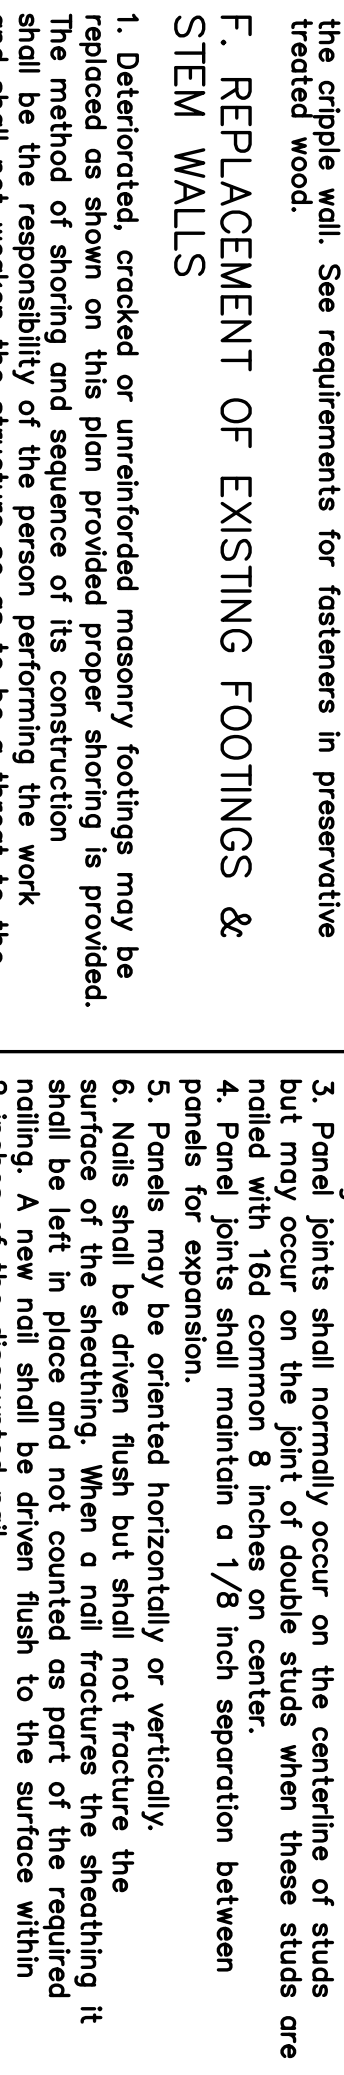 the cripple wall. See requirements for fasteners in preservative
treated wood.
F. REPLACEMENT OF EXISTING FOOTINGS &
STEM WALLS
1. Deteriorated, cracked or unreinforded masonry footings may be
replaced as shown on this plan provided proper shoring is provided.
The method of shoring and sequence of its construction
shall be the responsibility of the person performing the work
3. Panel joints shall normally occur on the centerline of studs
but may occur on the joint of double studs when these studs are
nailed with 16d common 8 inches on center.
4. Panel joints shall maintain a 1/8 inch separation between
panels for expansion.
5. Panels may be oriented horizontally or vertically.
6. Nails shall be driven flush but shall not fracture the
surface of the sheathing. When a nail fractures the sheathing it
shall be left in place and not counted as part of the required
nailing. A new nail shall be driven flush to the surface within